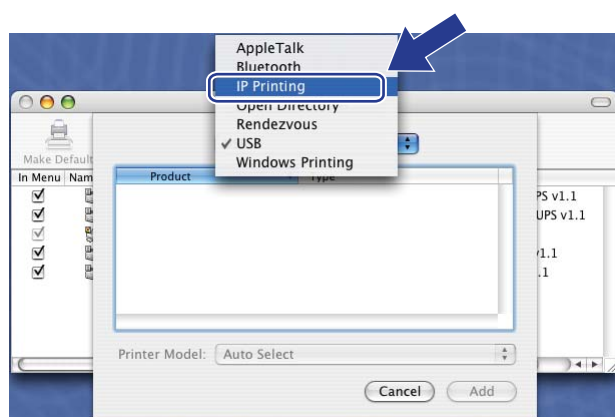 AppleTalk
Bluetooth
IP Printing
Open Directory
Rendezvous
✓ USB
Windows Printing
Make Default
In Menu Nam
Product Type
PS v1.1
UPS v1.1
v1.1
.1
Printer Model: Auto Select
Cancel Add